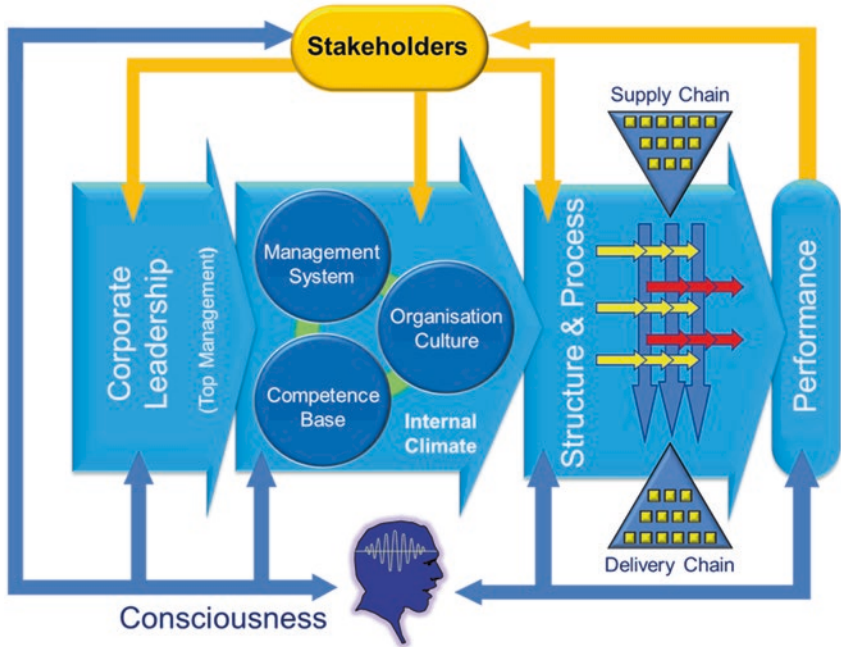 Stakeholders
Supply Chain
Corporate
Leadership
(Top Management)
Management
System
Organisation
Culture
Competence
Base
Internal
Climate
Structure & Process
Performance
Delivery Chain
Consciousness